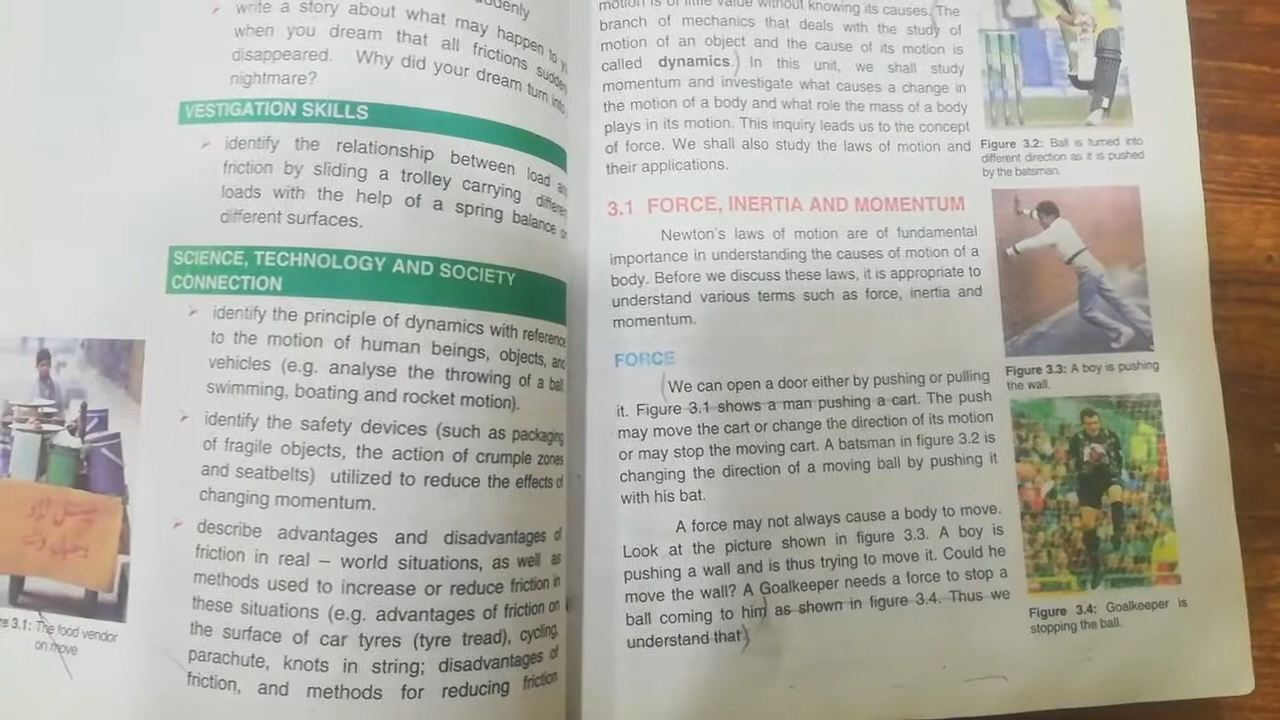 write a story about what may happen to
when you dream that all frictions
disappeared. Why did your dream turn into
nightmare?
VESTIGATION SKILLS
➢ identify the relationship between load
friction by sliding a trolley carrying
loads with the help of a spring balance
different surfaces.
SCIENCE, TECHNOLOGY AND SOCIETY
CONNECTION
➢ identify the principle of dynamics with reference
to the motion of human beings, objects, and
vehicles (e.g. analyse the throwing of a ball
swimming, boating and rocket motion).
➢ identify the safety devices (such as packaging
of fragile objects, the action of crumple zones
and seatbelts) utilized to reduce the effects of
changing momentum.
➢ describe advantages and disadvantages of
friction in real – world situations, as well as
methods used to increase or reduce friction in
these situations (e.g. advantages of friction on
the surface of car tyres (tyre tread), cycling,
parachute, knots in string; disadvantages of
friction, and methods for reducing friction
3.1: The food vendor
on move
motion is of little value without knowing its causes. The
branch of mechanics that deals with the study of
motion of an object and the cause of its motion is
called dynamics. In this unit, we shall study
momentum and investigate what causes a change in
the motion of a body and what role the mass of a body
plays in its motion. This inquiry leads us to the concept
of force. We shall also study the laws of motion and
their applications.
3.1 FORCE, INERTIA AND MOMENTUM
Newton's laws of motion are of fundamental
importance in understanding the causes of motion of a
body. Before we discuss these laws, it is appropriate to
understand various terms such as force, inertia and
momentum.
FORCE
We can open a door either by pushing or pulling
it. Figure 3.1 shows a man pushing a cart. The push
may move the cart or change the direction of its motion
or may stop the moving cart. A batsman in figure 3.2 is
changing the direction of a moving ball by pushing it
with his bat.
A force may not always cause a body to move.
Look at the picture shown in figure 3.3. A boy is
pushing a wall and is thus trying to move it. Could he
move the wall? A Goalkeeper needs a force to stop a
ball coming to him as shown in figure 3.4. Thus we
understand that
Figure 3.2: Ball is turned into
different direction as it is pushed
by the batsman.
Figure 3.3: A boy is pushing
the wall.
Figure 3.4: Goalkeeper is
stopping the ball.